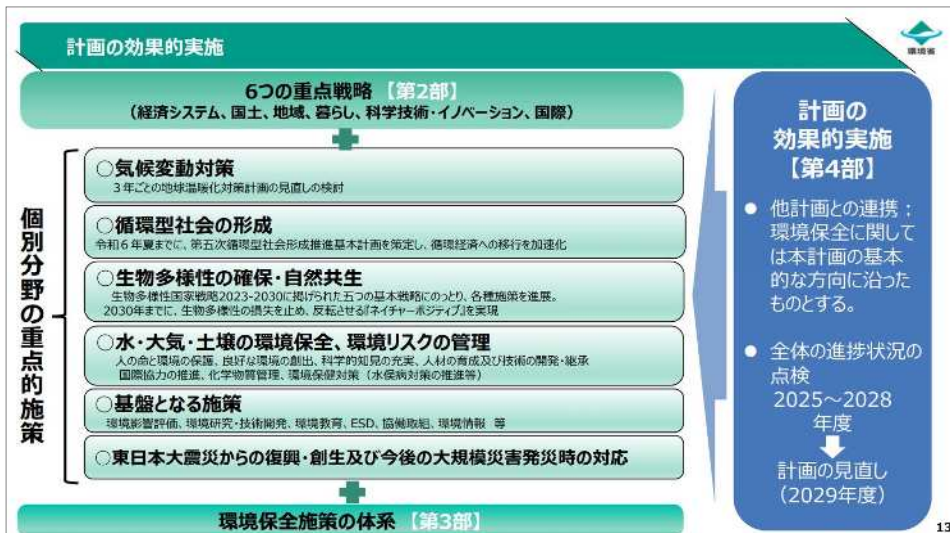 計画の効果的実施
環境省
6つの重点戦略【第2部】
(経済システム、国土、地域、暮らし、科学技術・イノベーション、国際)
個別分野の重点的施策
○気候変動対策
3年ごとの地球温暖化対策計画の見直しの検討
○循環型社会の形成
令和6年夏までに、第五次循環型社会形成推進基本計画を策定し、循環経済への移行を加速化
○生物多様性の確保・自然共生
生物多様性国家戦略2023-2030に掲げられた五つの基本戦略にのっとり、各種施策を進展。
2030年までに、生物多様性の損失を止め、反転させる『ネイチャーポジティブ』を実現
○水・大気・土壌の環境保全、環境リスクの管理
人の命と環境の保護、良好な環境の創出、科学的知見の充実、人材の育成及び技術の開発・継承
国際協力の推進、化学物質管理、環境保健対策(水俣病対策の推進等)
○基盤となる施策
環境影響評価、環境研究・技術開発、環境教育、ESD、協働取組、環境情報 等
○東日本大震災からの復興・創生及び今後の大規模災害発災時の対応
環境保全施策の体系【第3部】
計画の
効果的実施
【第4部】
● 他計画との連携:
環境保全に関して
は本計画の基本
的な方向に沿った
ものとする。
● 全体の進捗状況の
点検
2025~2028
年度
計画の見直し
(2029年度)
13